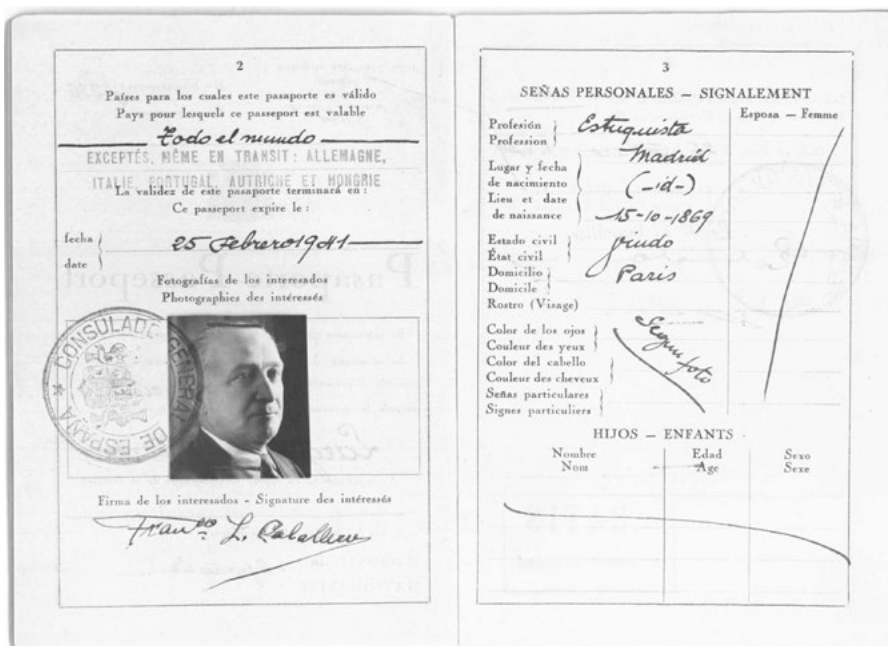 2
Países para los cuales este pasaporte es válido
Pays pour lesquels ce passeport est valable
Todo el mundo
EXCEPTÉS, MÊME EN TRANSIT: ALLEMAGNE,
ITALIE, PORTUGAL, AUTRICHE ET HONGRIE
La validez de este pasaporte terminará en:
Ce passeport expire le:
fecha
25 Febrero 1941
date
Fotografías de los interesados
Photographies des intéressés
CONSULADO GENERAL
DE ESPAÑA
Firma de los interesados - Signature des intéressés
Franco L. Caballero
3
SEÑAS PERSONALES — SIGNALEMENT
Esposa — Femme
Profesión
Profession
Estuquista
Madrid
Lugar y fecha
de nacimiento
(-id-)
Lieu et date
de naissance
15-10-1869
Estado civil
État civil
viudo
Domicilio
Domicile
Paris
Rostro (Visage)
Color de los ojos
Couleur des yeux
Color del cabello
Couleur des cheveux
Según foto
Señas particulares
Signes particuliers
HIJOS — ENFANTS
Nombre Edad Sexo
Nom Age Sexe